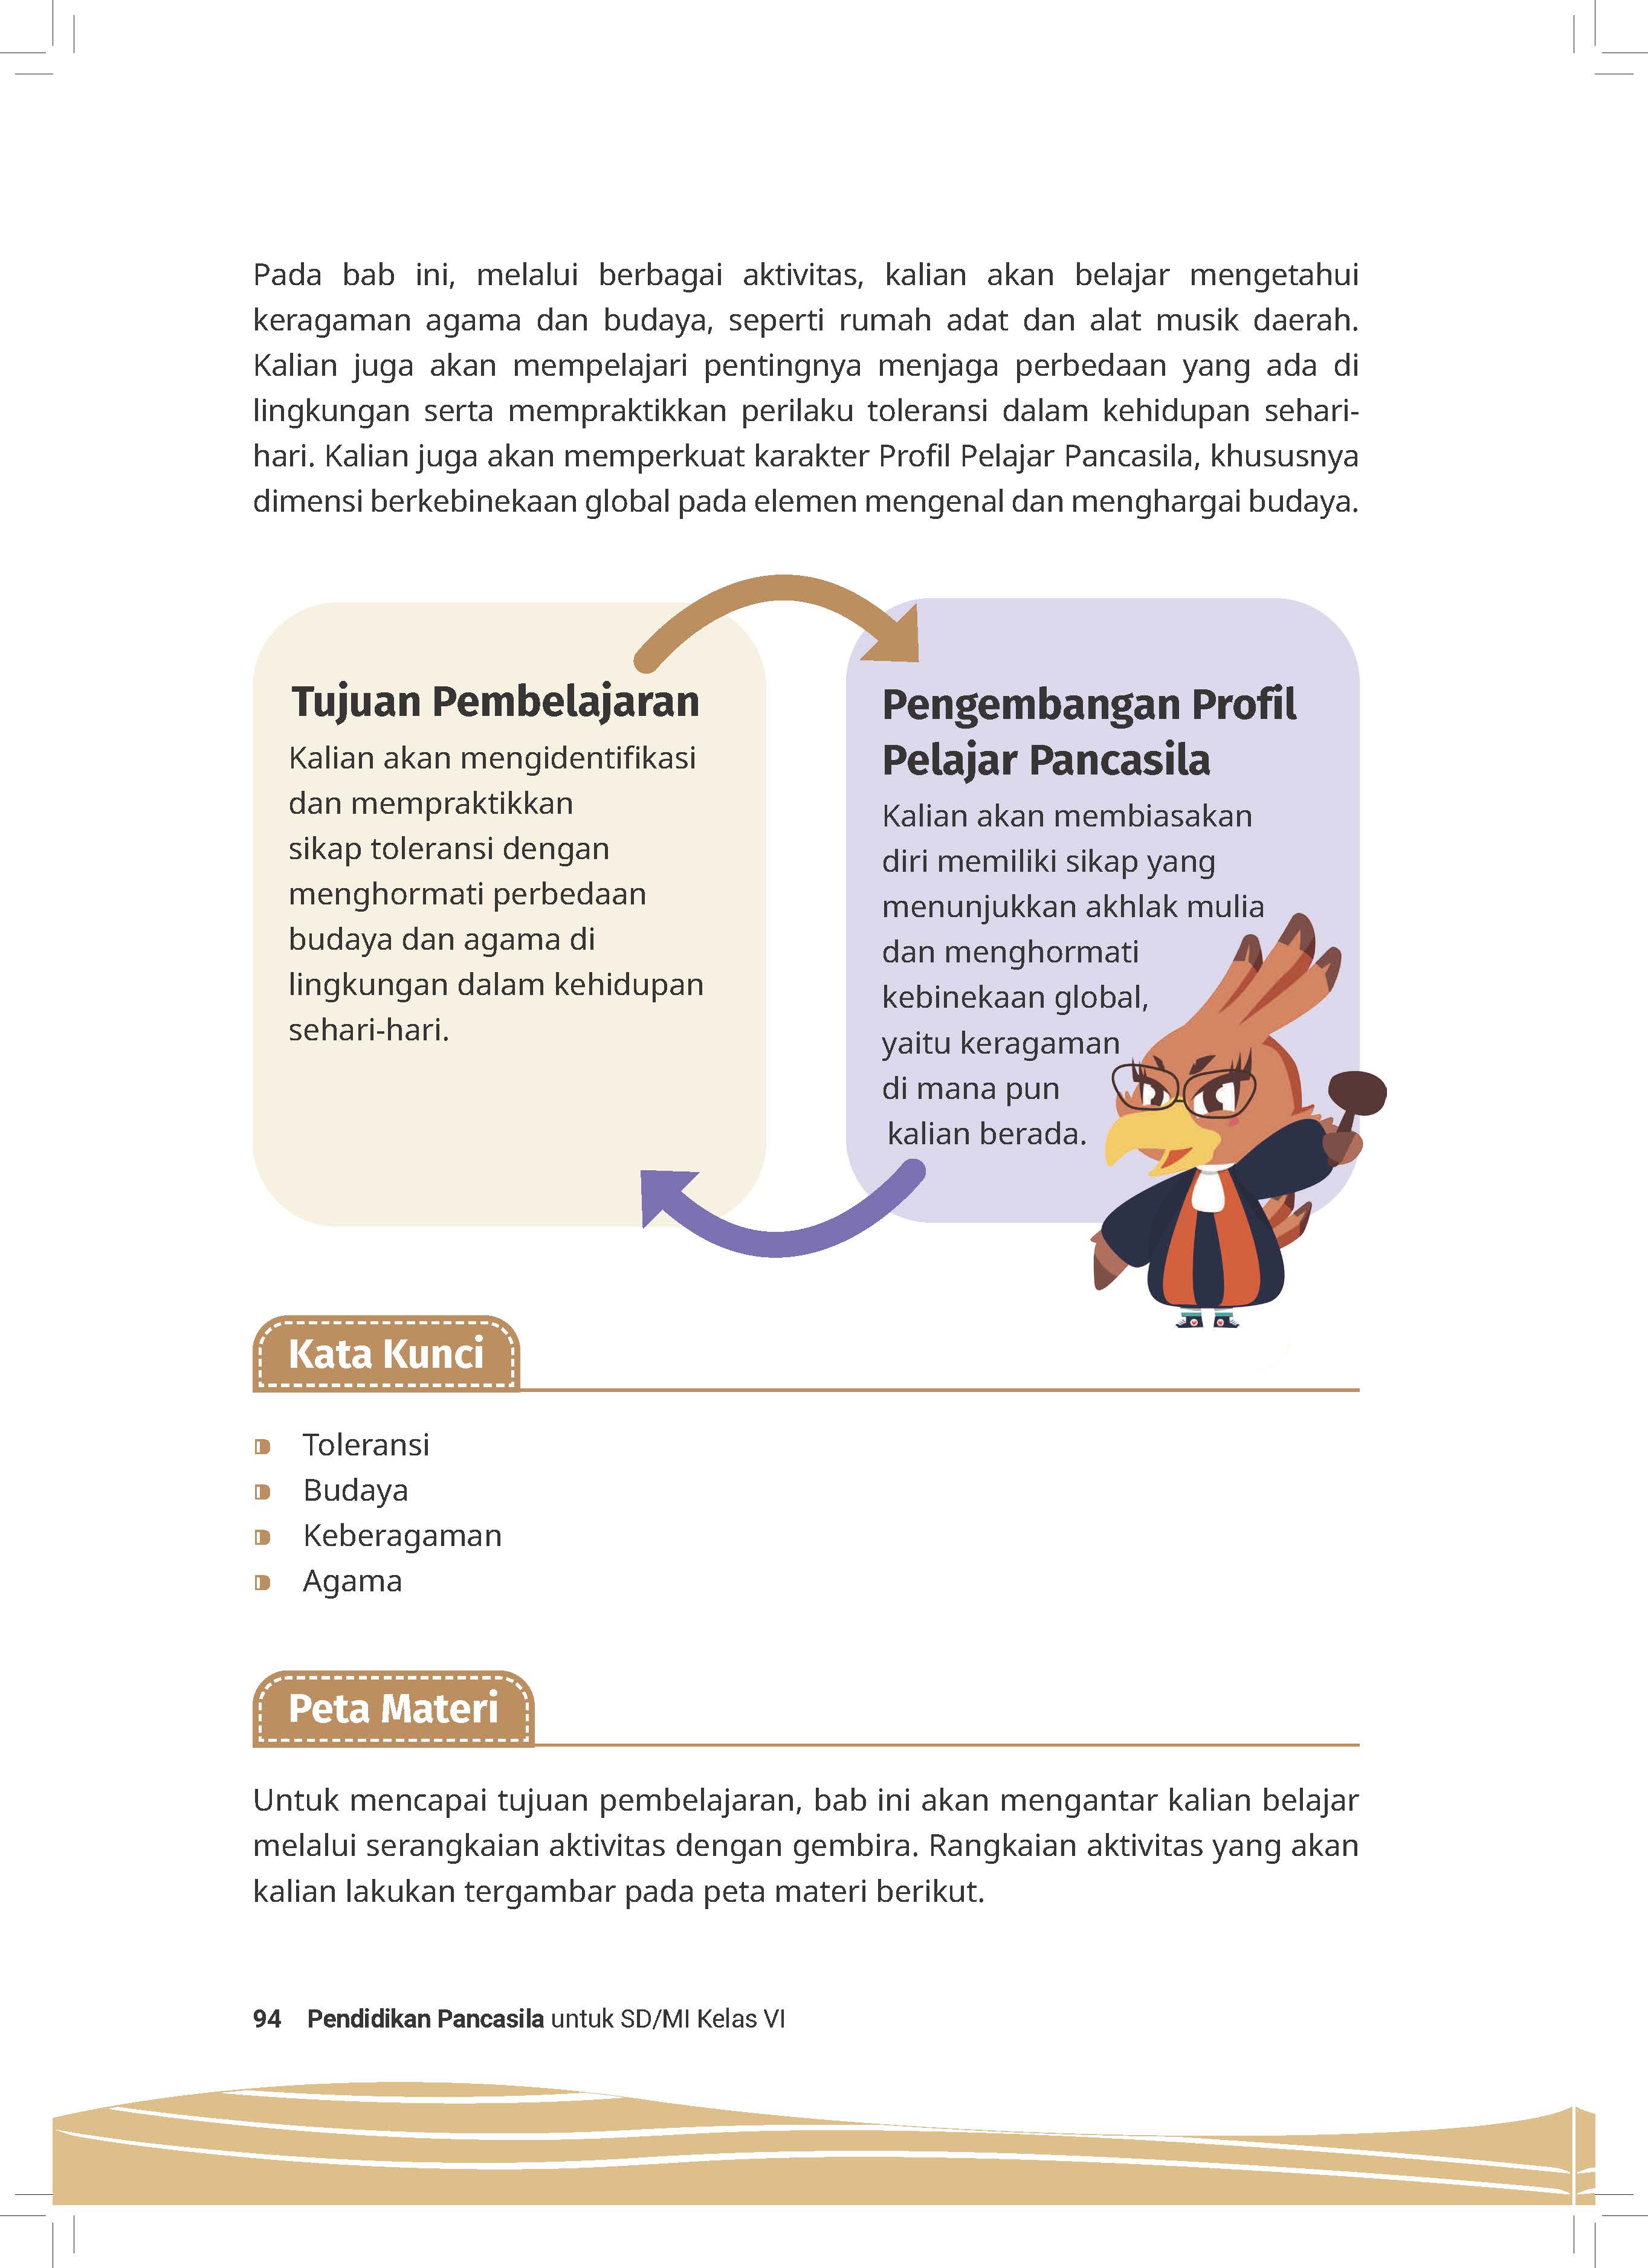 Pada bab ini, melalui berbagai aktivitas, kalian akan belajar mengetahui
keragaman agama dan budaya, seperti rumah adat dan alat musik daerah.
Kalian juga akan mempelajari pentingnya menjaga perbedaan yang ada di
lingkungan serta mempraktikkan perilaku toleransi dalam kehidupan sehari-
hari. Kalian juga akan memperkuat karakter Profil Pelajar Pancasila, khususnya
dimensi berkebinekaan global pada elemen mengenal dan menghargai budaya.
Tujuan Pembelajaran
Kalian akan mengidentifikasi
dan mempraktikkan
sikap toleransi dengan
menghormati perbedaan
budaya dan agama di
lingkungan dalam kehidupan
sehari-hari.
Pengembangan Profil
Pelajar Pancasila
Kalian akan membiasakan
diri memiliki sikap yang
menunjukkan akhlak mulia
dan menghormati
kebinekaan global,
yaitu keragaman
di mana pun
kalian berada.
Kata Kunci
Toleransi
Budaya
Keberagaman
Agama
Peta Materi
Untuk mencapai tujuan pembelajaran, bab ini akan mengantar kalian belajar
melalui serangkaian aktivitas dengan gembira. Rangkaian aktivitas yang akan
kalian lakukan tergambar pada peta materi berikut.
94 Pendidikan Pancasila untuk SD/MI Kelas VI